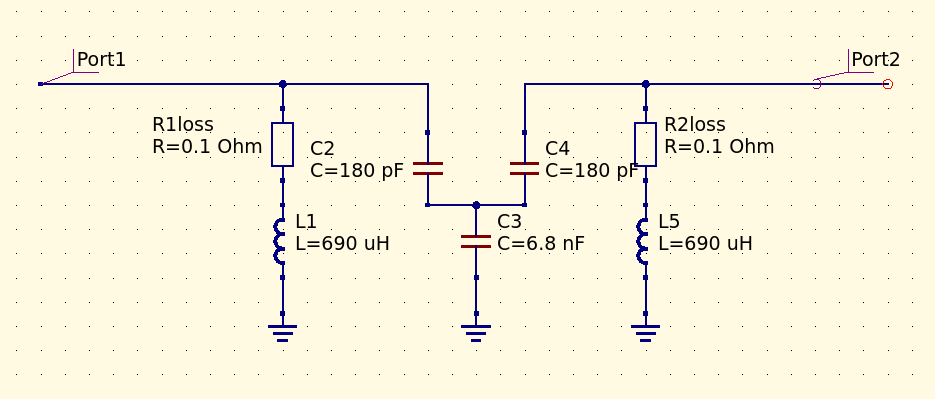 Port1
Port2
R1loss
R=0.1 Ohm
C2
C=180 pF
C4
C=180 pF
R2loss
R=0.1 Ohm
L1
L=690 uH
C3
C=6.8 nF
L5
L=690 uH